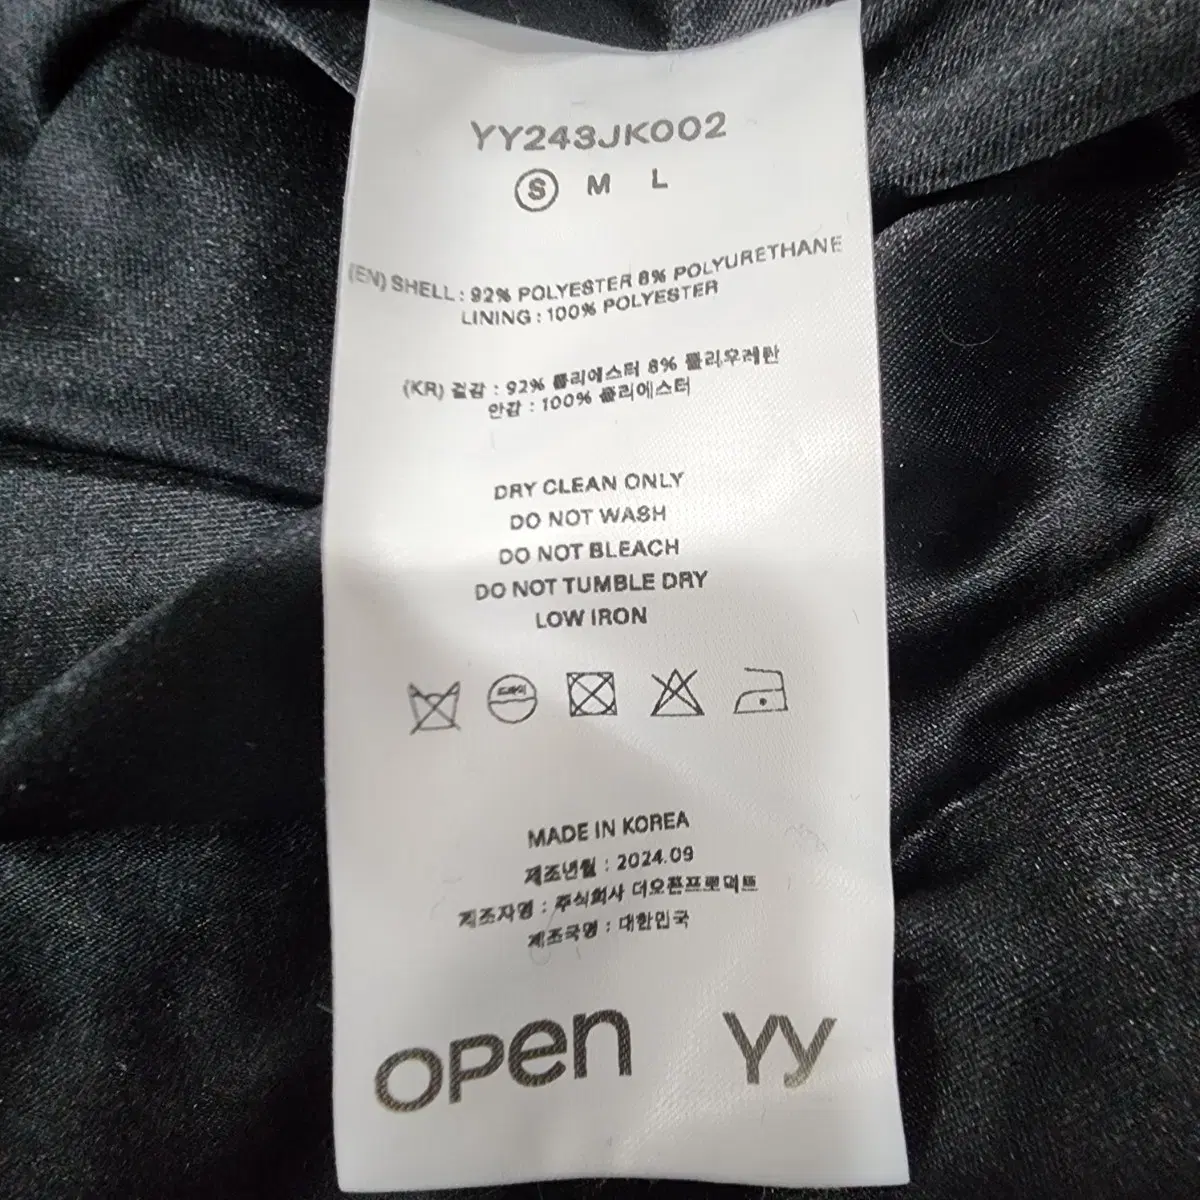 YY243JK002
S M L
(EN) SHELL : 92% POLYESTER 8% POLYURETHANE
LINING : 100% POLYESTER
(KR) 겉감 : 92% 폴리에스터 8% 폴리우레탄
안감 : 100% 폴리에스터
DRY CLEAN ONLY
DO NOT WASH
DO NOT BLEACH
DO NOT TUMBLE DRY
LOW IRON
드라이
MADE IN KOREA
제조년월 : 2024.09
제조자명 : 주식회사 더오픈프로덕트
제조국명 : 대한민국
OPEN YY